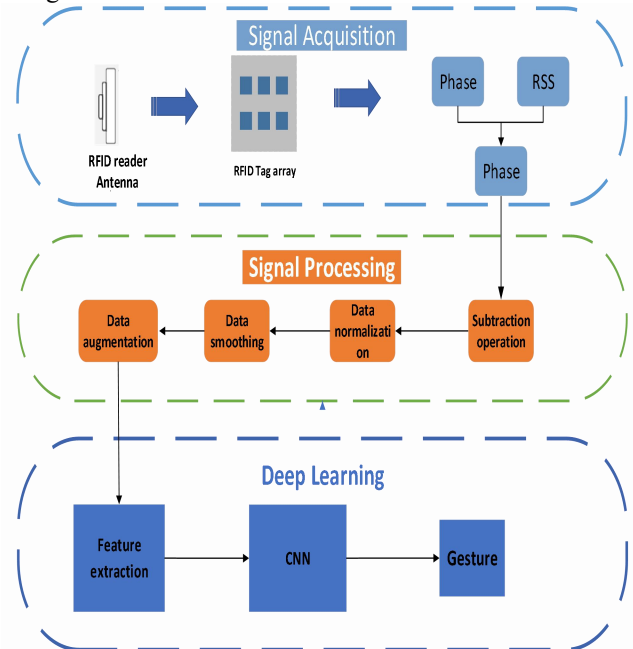 Signal Acquisition
Phase
RSS
RFID reader
Antenna
RFID Tag array
Phase
Signal Processing
Data
augmentation
Data
smoothing
Data
normalizati
on
Subtraction
operation
Deep Learning
Feature
extraction
CNN
Gesture